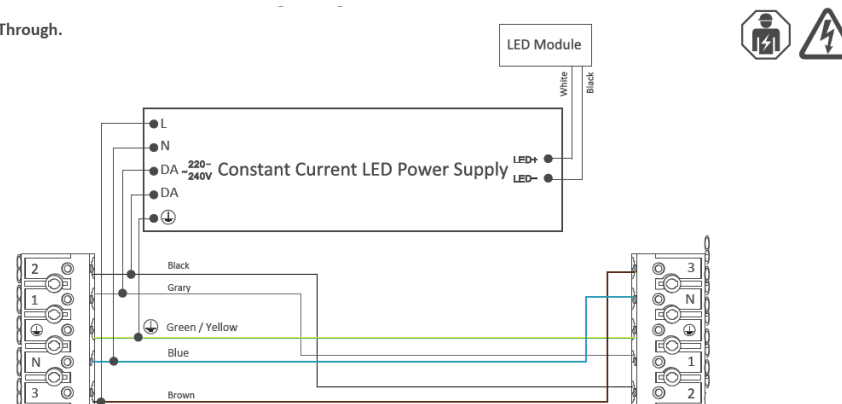 Through.
LED Module
White
Black
L
N
DA
220-
~240V
DA
Constant Current LED Power Supply
LED+
LED-
2
Black
3
1
Grary
N
Green / Yellow
N
Blue
1
3
Brown
2